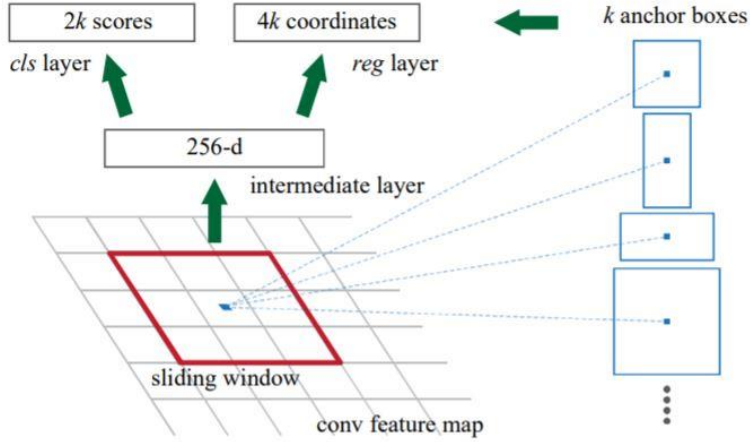 2k scores
4k coordinates
k anchor boxes
cls layer
reg layer
256-d
intermediate layer
sliding window
conv feature map